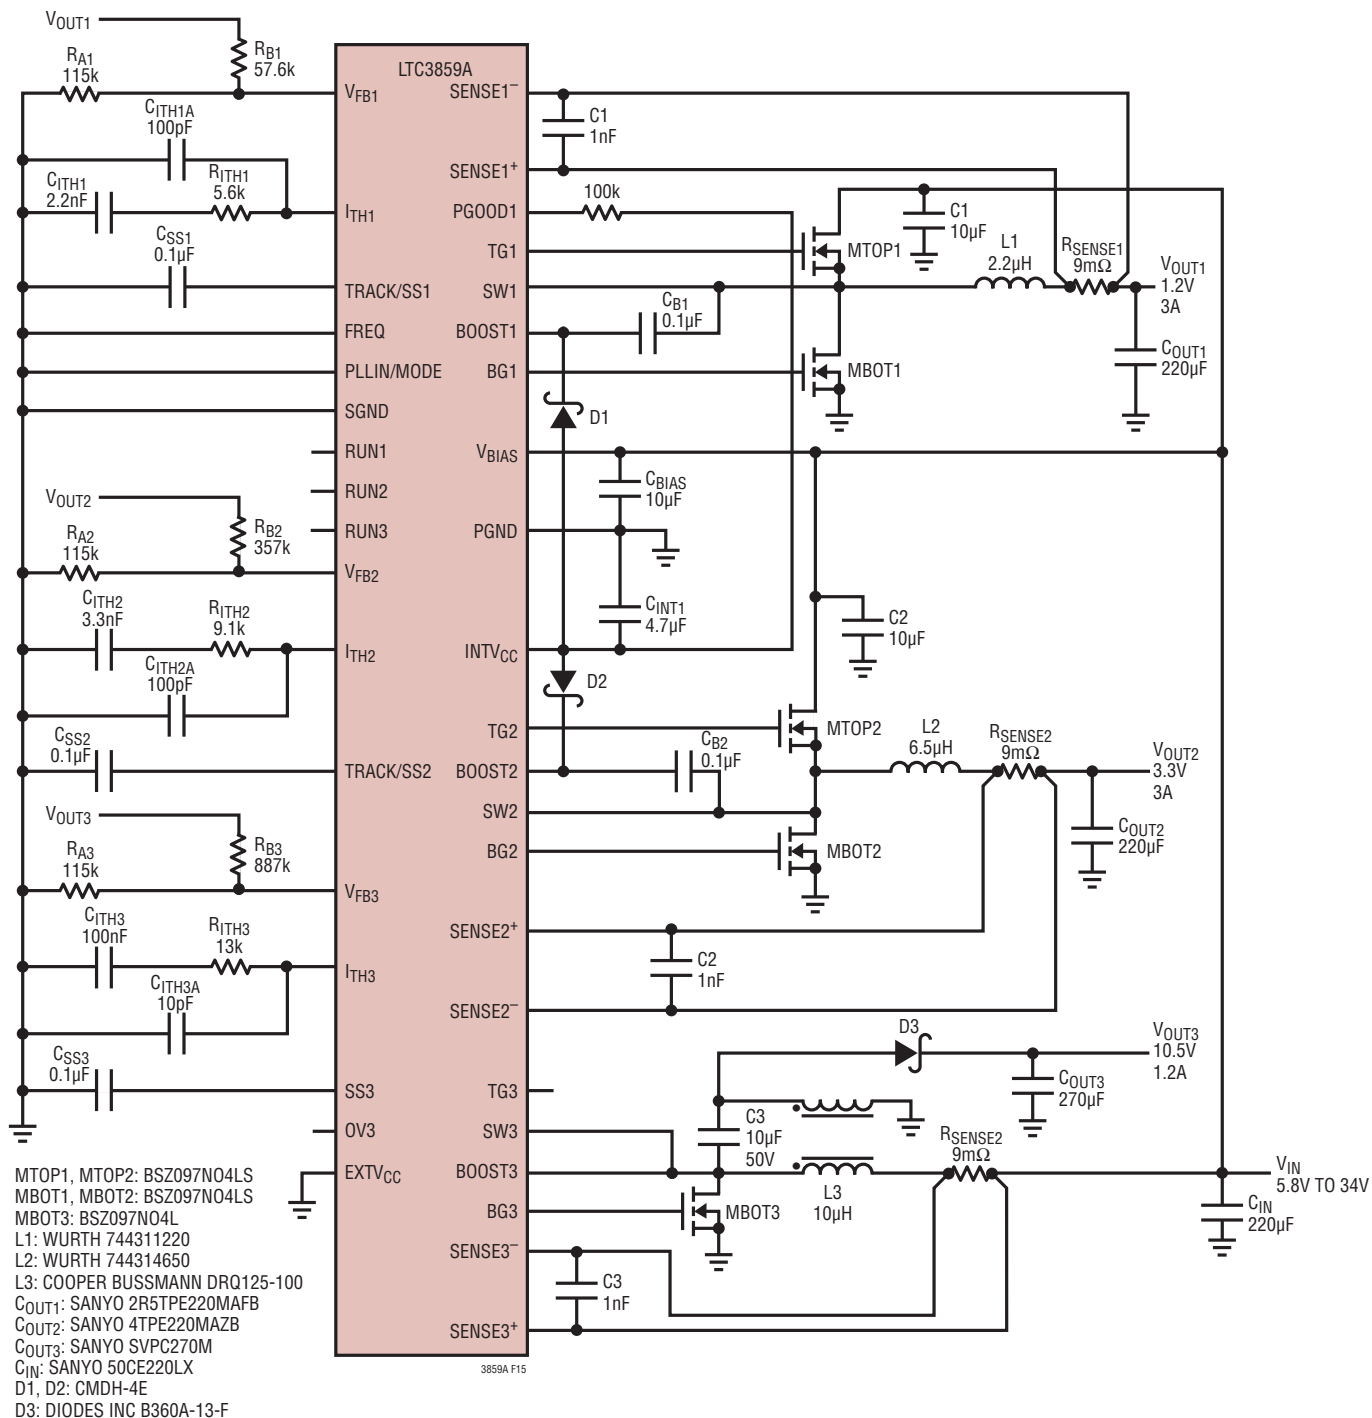 VOUT1
RA1
115k
RB1
57.6k
LTC3859A
VFB1
SENSE1–
CITH1A
100pF
C1
1nF
CITH1
2.2nF
RITH1
5.6k
SENSE1+
ITH1
PGOOD1
100k
CSS1
0.1µF
TG1
MTOP1
C1
10µF
L1
2.2µH
RSENSE1
9mΩ
VOUT1
1.2V
3A
TRACK/SS1
SW1
CB1
0.1µF
FREQ
BOOST1
PLLIN/MODE
BG1
MBOT1
COUT1
220µF
SGND
D1
RUN1
VBIAS
CBIAS
10µF
RUN2
VOUT2
RA2
115k
RB2
357k
RUN3
PGND
VFB2
CITH2
3.3nF
RITH2
9.1k
CINT1
4.7µF
C2
10µF
ITH2
INTVCC
CITH2A
100pF
D2
TG2
MTOP2
L2
6.5µH
RSENSE2
9mΩ
VOUT2
3.3V
3A
CSS2
0.1µF
CB2
0.1µF
TRACK/SS2
BOOST2
SW2
VOUT3
RA3
115k
RB3
887k
BG2
MBOT2
COUT2
220µF
VFB3
CITH3
100nF
RITH3
13k
SENSE2+
ITH3
C2
1nF
CITH3A
10pF
SENSE2–
D3
VOUT3
10.5V
1.2A
CSS3
0.1µF
COUT3
270µF
SS3
TG3
C3
10µF
50V
OV3
SW3
RSENSE2
9mΩ
EXTVCC
BOOST3
L3
10µH
VIN
5.8V TO 34V
CIN
220µF
BG3
MBOT3
SENSE3–
C3
1nF
SENSE3+
3859A F15
MTOP1, MTOP2: BSZ097NO4LS
MBOT1, MBOT2: BSZ097NO4LS
MBOT3: BSZ097NO4L
L1: WURTH 744311220
L2: WURTH 744314650
L3: COOPER BUSSMANN DRQ125-100
COUT1: SANYO 2R5TPE220MAFB
COUT2: SANYO 4TPE220MAZB
COUT3: SANYO SVPC270M
CIN: SANYO 50CE220LX
D1, D2: CMDH-4E
D3: DIODES INC B360A-13-F